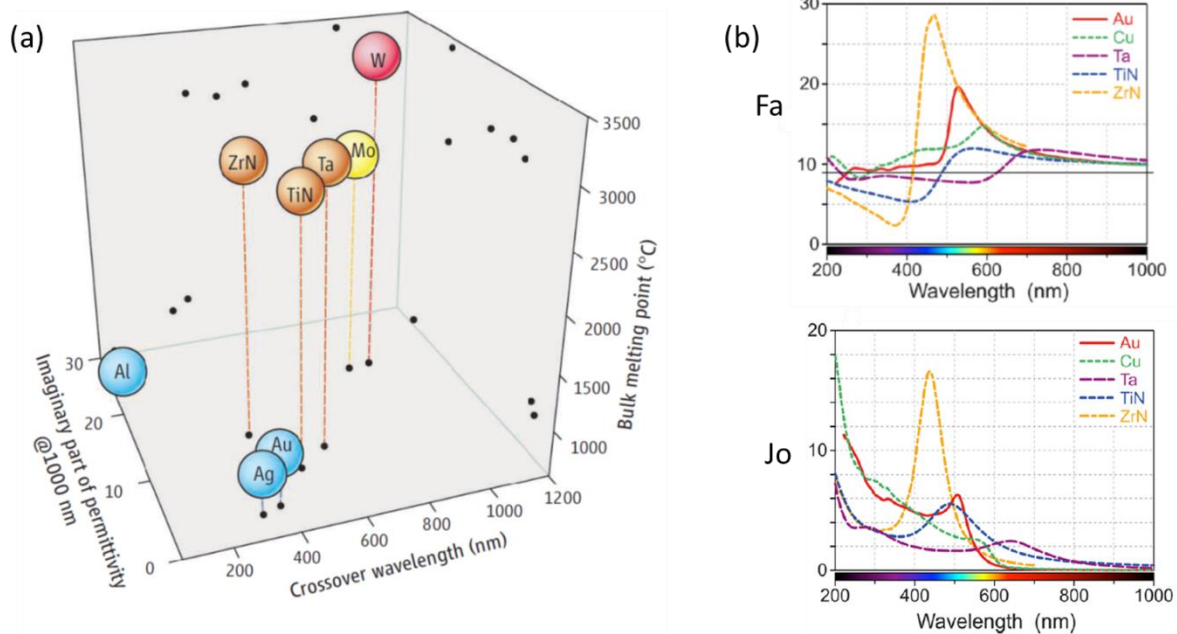 (a)
W
ZrN
Ta
Mo
TiN
Al
Au
Ag
3500
3000
2500
2000
1500
1000
Bulk melting point (°C)
30
20
10
0
Imaginary part of permittivity
@1000 nm
200
400
600
800
1000
1200
Crossover wavelength (nm)
(b)
Fa
30
20
10
0
Au
Cu
Ta
TiN
ZrN
200 400 600 800 1000
Wavelength (nm)
Jo
20
10
0
Au
Cu
Ta
TiN
ZrN
200 400 600 800 1000
Wavelength (nm)